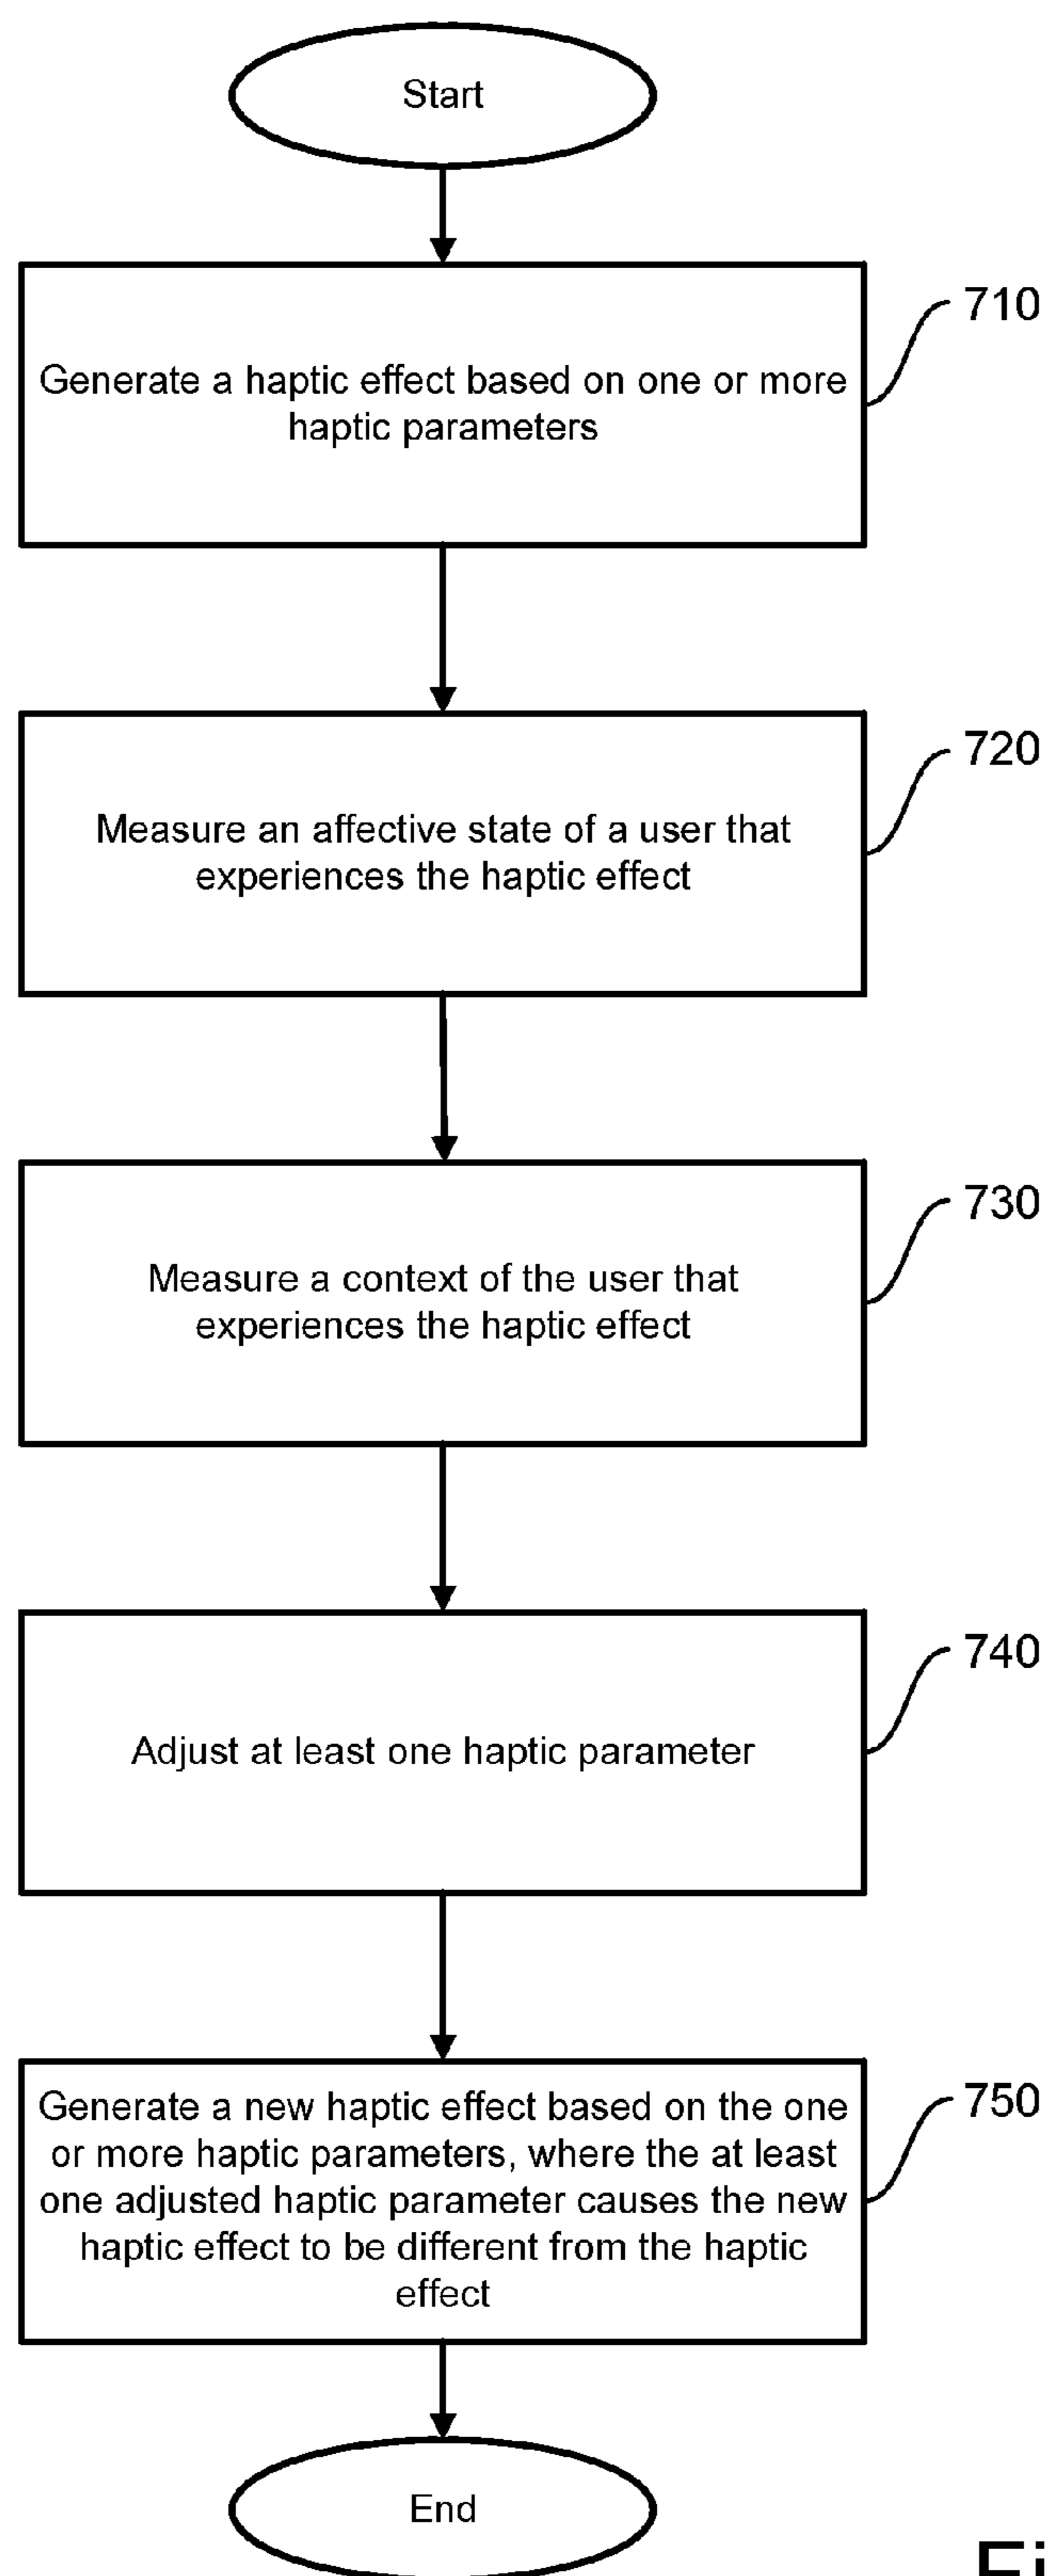 Start
710
Generate a haptic effect based on one or more
haptic parameters
720
Measure an affective state of a user that
experiences the haptic effect
730
Measure a context of the user that
experiences the haptic effect
740
Adjust at least one haptic parameter
750
Generate a new haptic effect based on the one
or more haptic parameters, where the at least
one adjusted haptic parameter causes the new
haptic effect to be different from the haptic
effect
End